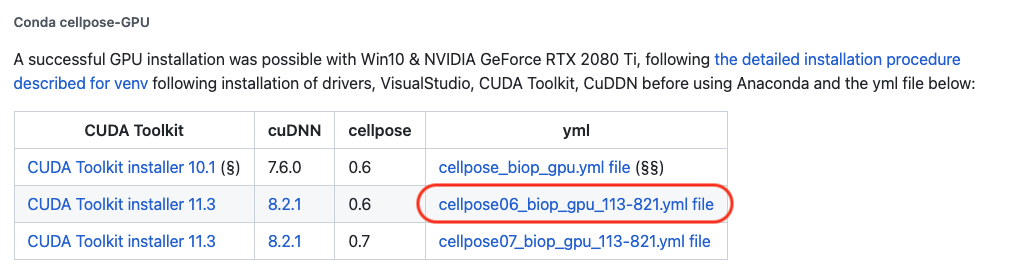 Conda cellpose-GPU
A successful GPU installation was possible with Win10 & NVIDIA GeForce RTX 2080 Ti, following the detailed installation procedure
described for venv following installation of drivers, VisualStudio, CUDA Toolkit, CuDDN before using Anaconda and the yml file below:
CUDA Toolkit cuDNN cellpose yml
CUDA Toolkit installer 10.1 (§) 7.6.0 0.6 cellpose_biop_gpu.yml file (§§)
CUDA Toolkit installer 11.3 8.2.1 0.6 cellpose06_biop_gpu_113-821.yml file
CUDA Toolkit installer 11.3 8.2.1 0.7 cellpose07_biop_gpu_113-821.yml file